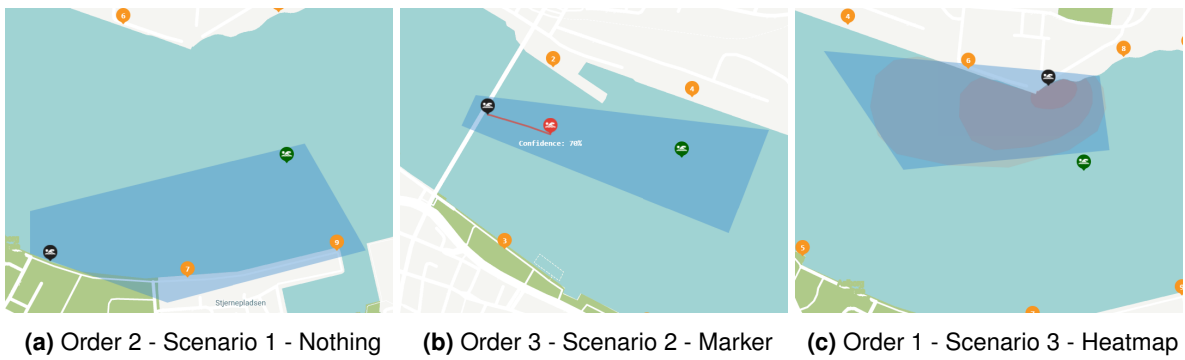 6
9
7
Stjernepladsen
2
4
Confidence: 70%
3
4
6
8
5
(a) Order 2 - Scenario 1 - Nothing
(b) Order 3 - Scenario 2 - Marker
(c) Order 1 - Scenario 3 - Heatmap